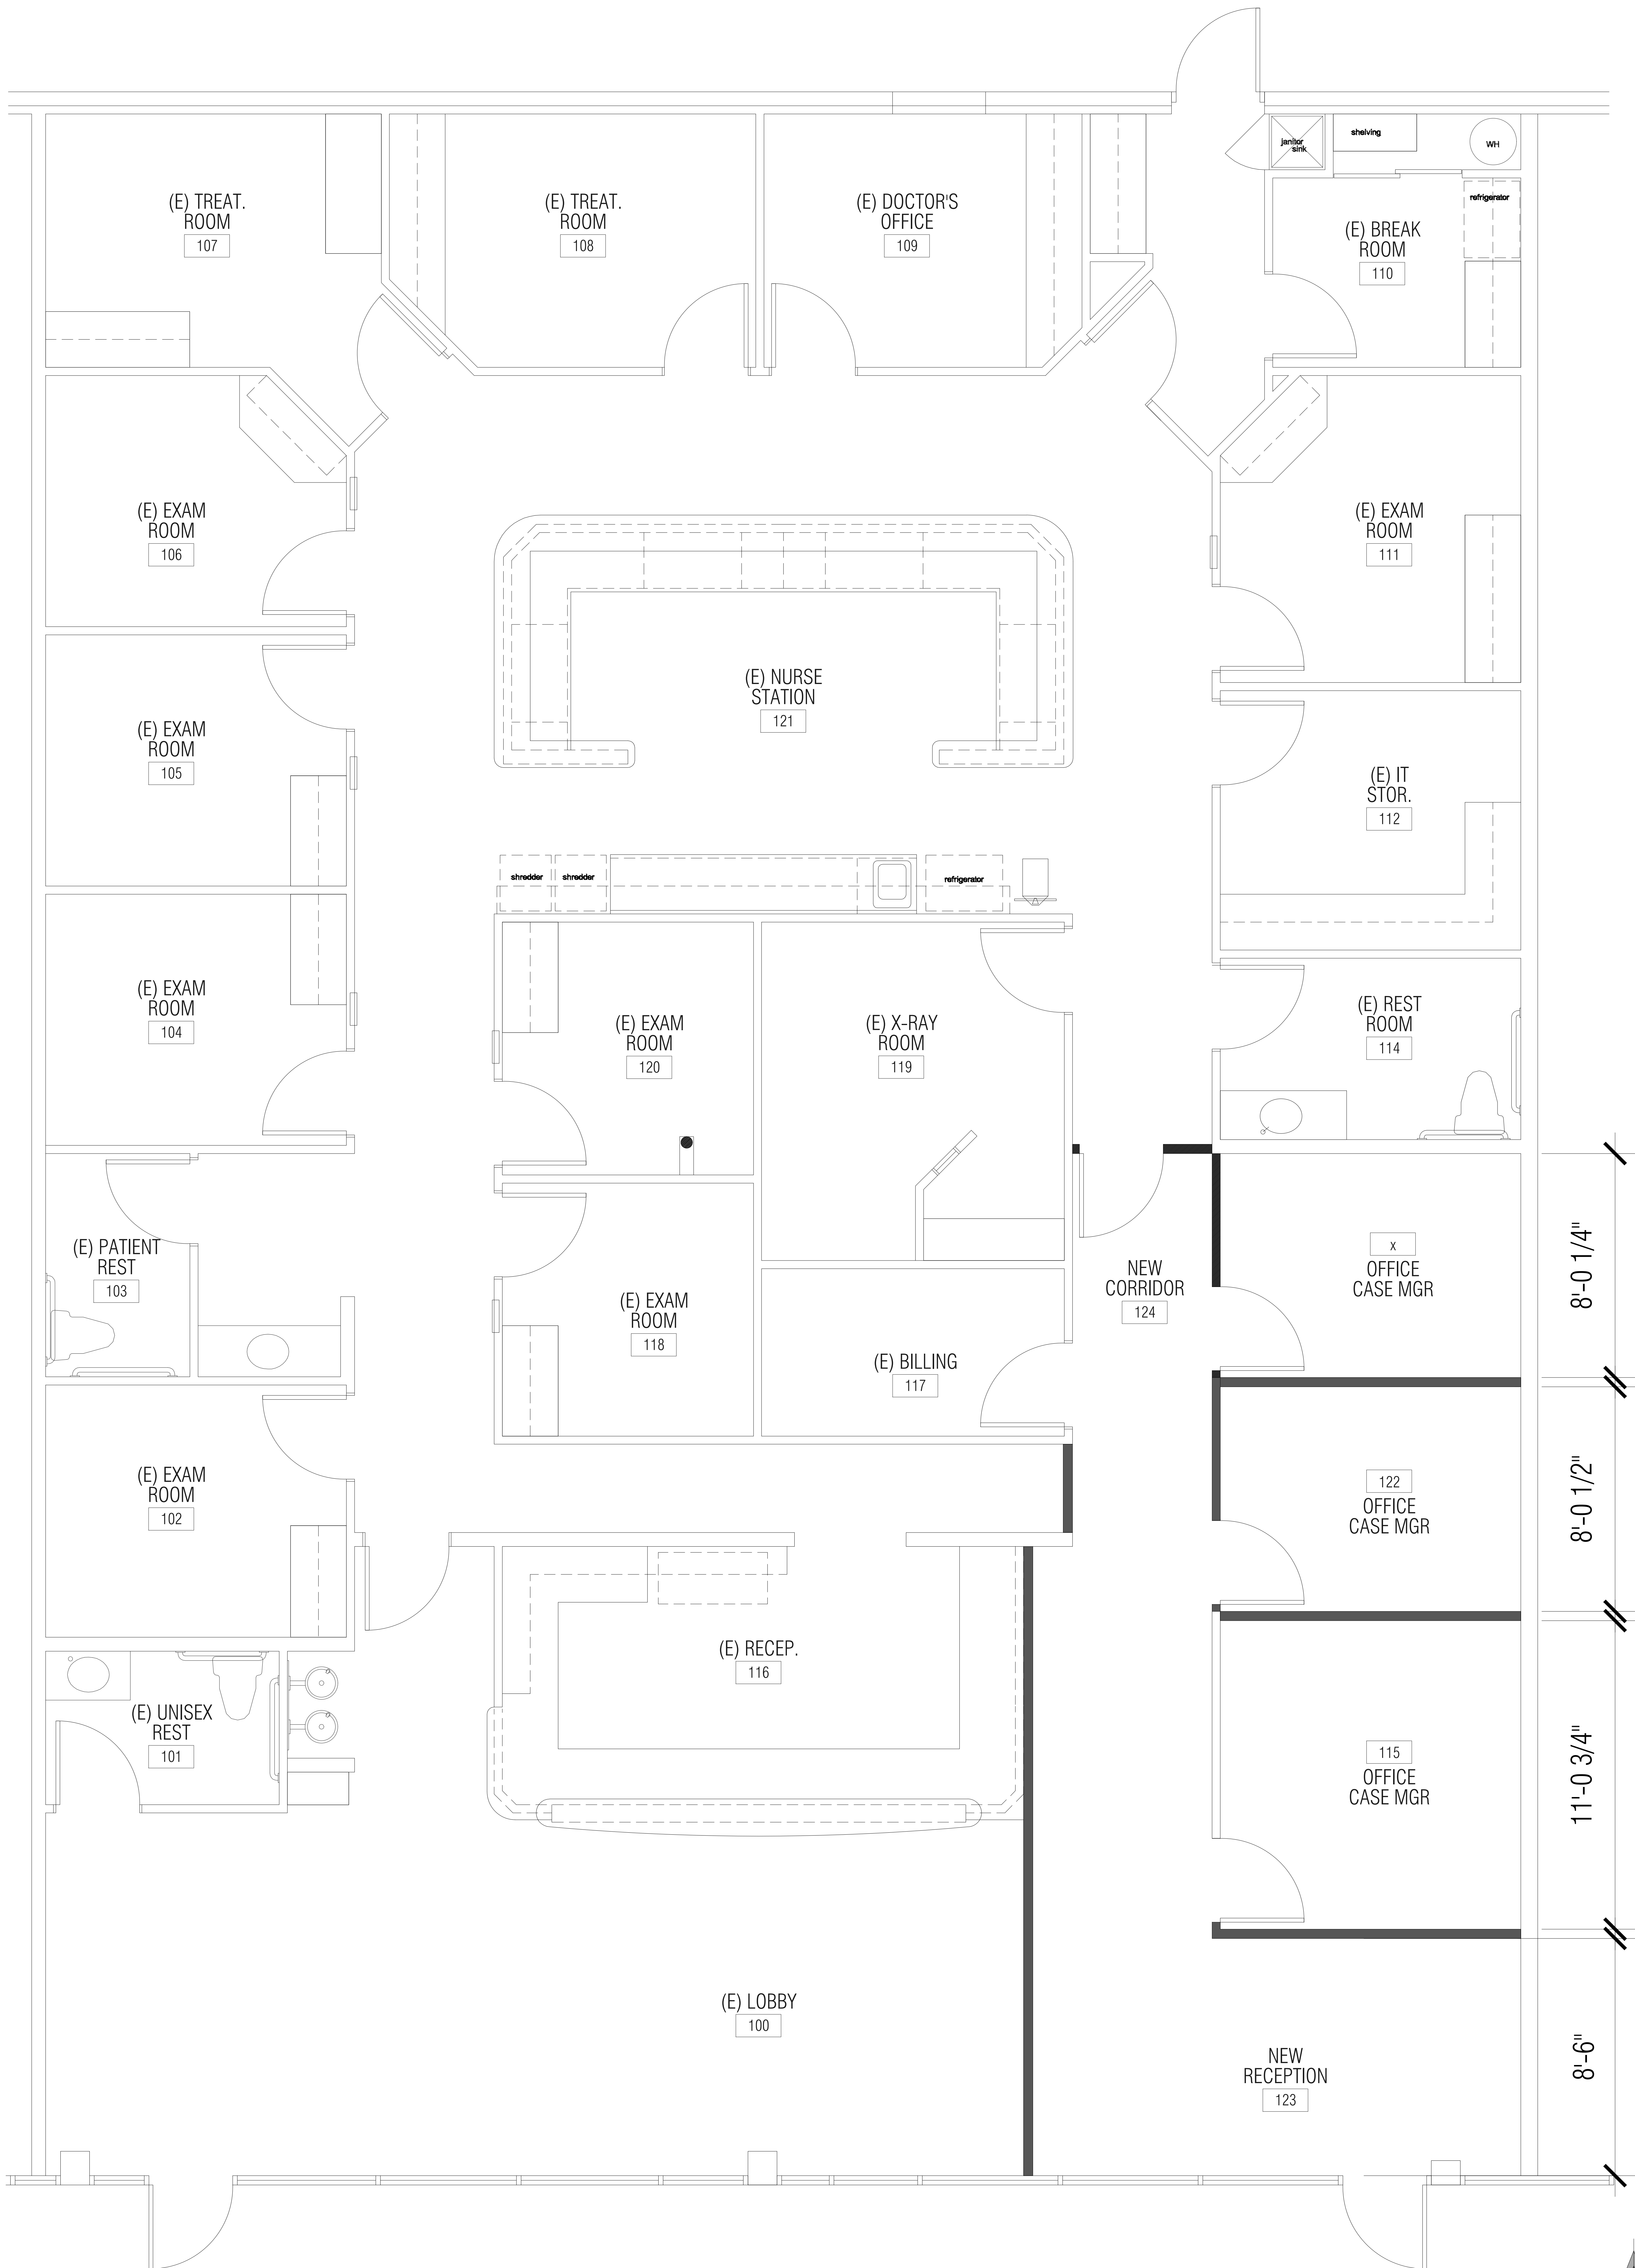 janitor
sink
shelving
WH
refrigerator
(E) TREAT.
ROOM
107
(E) TREAT.
ROOM
108
(E) DOCTOR'S
OFFICE
109
(E) BREAK
ROOM
110
(E) EXAM
ROOM
106
(E) EXAM
ROOM
111
(E) NURSE
STATION
121
(E) EXAM
ROOM
105
(E) IT
STOR.
112
shredder
shredder
refrigerator
(E) EXAM
ROOM
104
(E) EXAM
ROOM
120
(E) X-RAY
ROOM
119
(E) REST
ROOM
114
(E) PATIENT
REST
103
(E) EXAM
ROOM
118
(E) BILLING
117
NEW
CORRIDOR
124
x
OFFICE
CASE MGR
8'-0 1/4"
(E) EXAM
ROOM
102
122
OFFICE
CASE MGR
8'-0 1/2"
(E) UNISEX
REST
101
(E) RECEP.
116
115
OFFICE
CASE MGR
11'-0 3/4"
(E) LOBBY
100
NEW
RECEPTION
123
8'-6"